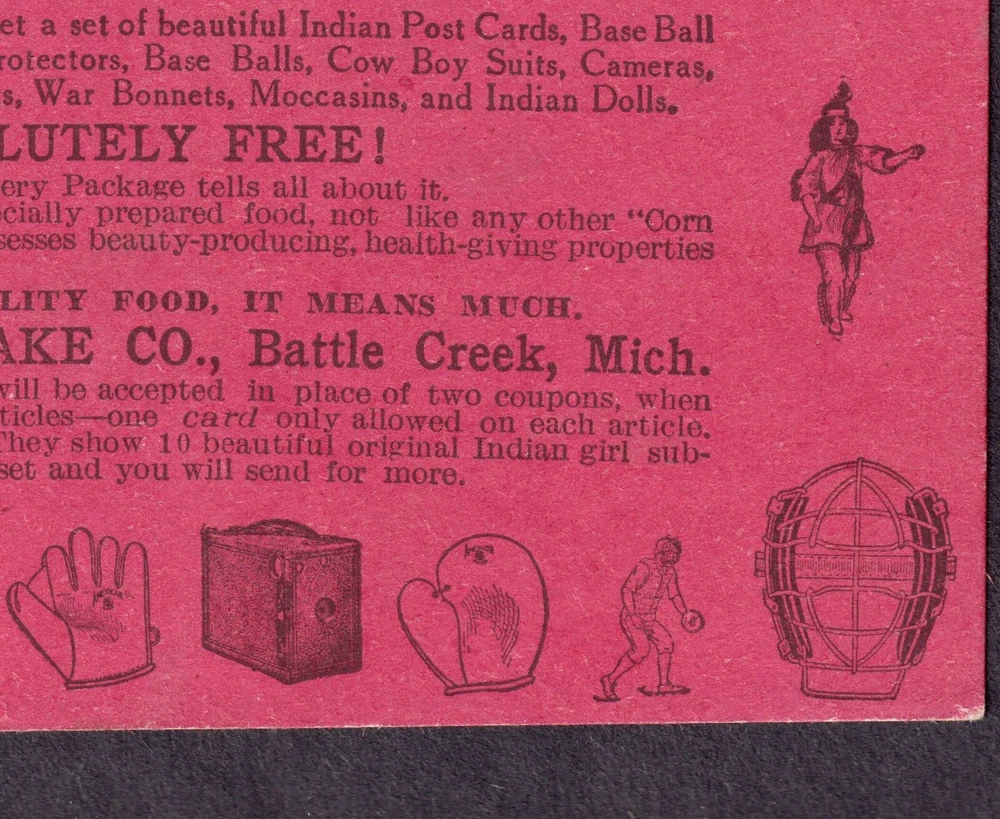 et a set of beautiful Indian Post Cards, Base Ball
rotectors, Base Balls, Cow Boy Suits, Cameras,
s, War Bonnets, Moccasins, and Indian Dolls.
LUTELY FREE!
ery Package tells all about it.
cially prepared food, not like any other "Corn
sesses beauty-producing, health-giving properties
LITY FOOD, IT MEANS MUCH.
AKE CO., Battle Creek, Mich.
will be accepted in place of two coupons, when
ticles—one card only allowed on each article.
They show 10 beautiful original Indian girl sub-
set and you will send for more.